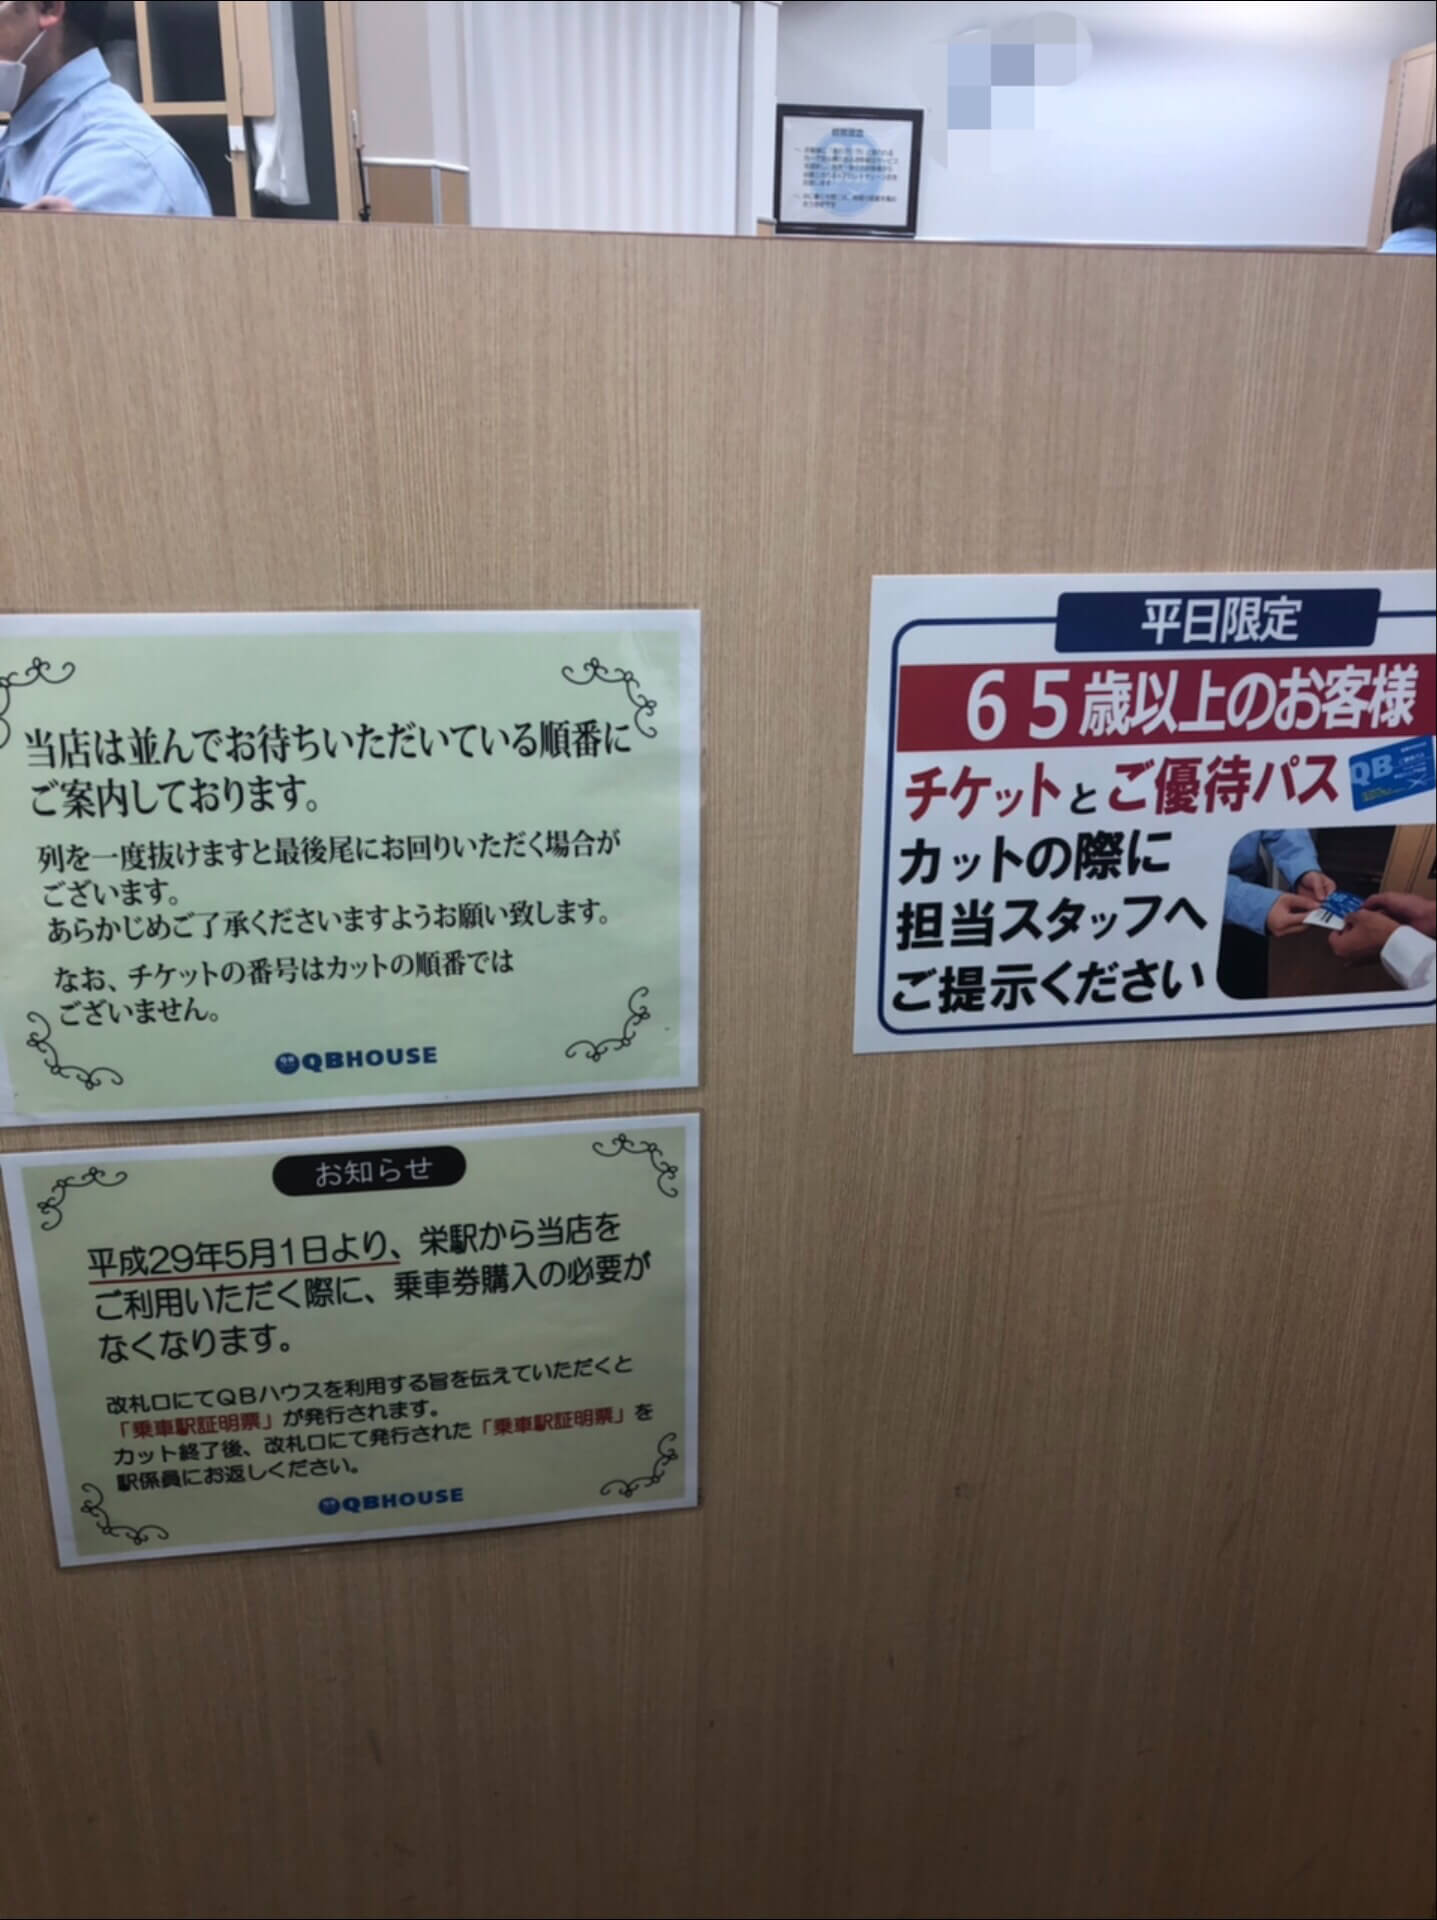 当店は並んでお待ちいただいている順番に
ご案内しております。
列を一度抜けますと最後尾にお回りいただく場合が
ございます。
あらかじめご了承くださいますようお願い致します。
なお、チケットの番号はカットの順番では
ございません。
QBHOUSE
お知らせ
平成29年5月1日より、栄駅から当店を
ご利用いただく際に、乗車券購入の必要が
なくなります。
改札口にてQBハウスを利用する旨を伝えていただくと
「乗車駅証明票」が発行されます。
カット終了後、改札口にて発行された「乗車駅証明票」を
駅係員にお返しください。
QBHOUSE
平日限定
65歳以上のお客様
チケットとご優待パス
QB
カットの際に
担当スタッフへ
ご提示ください